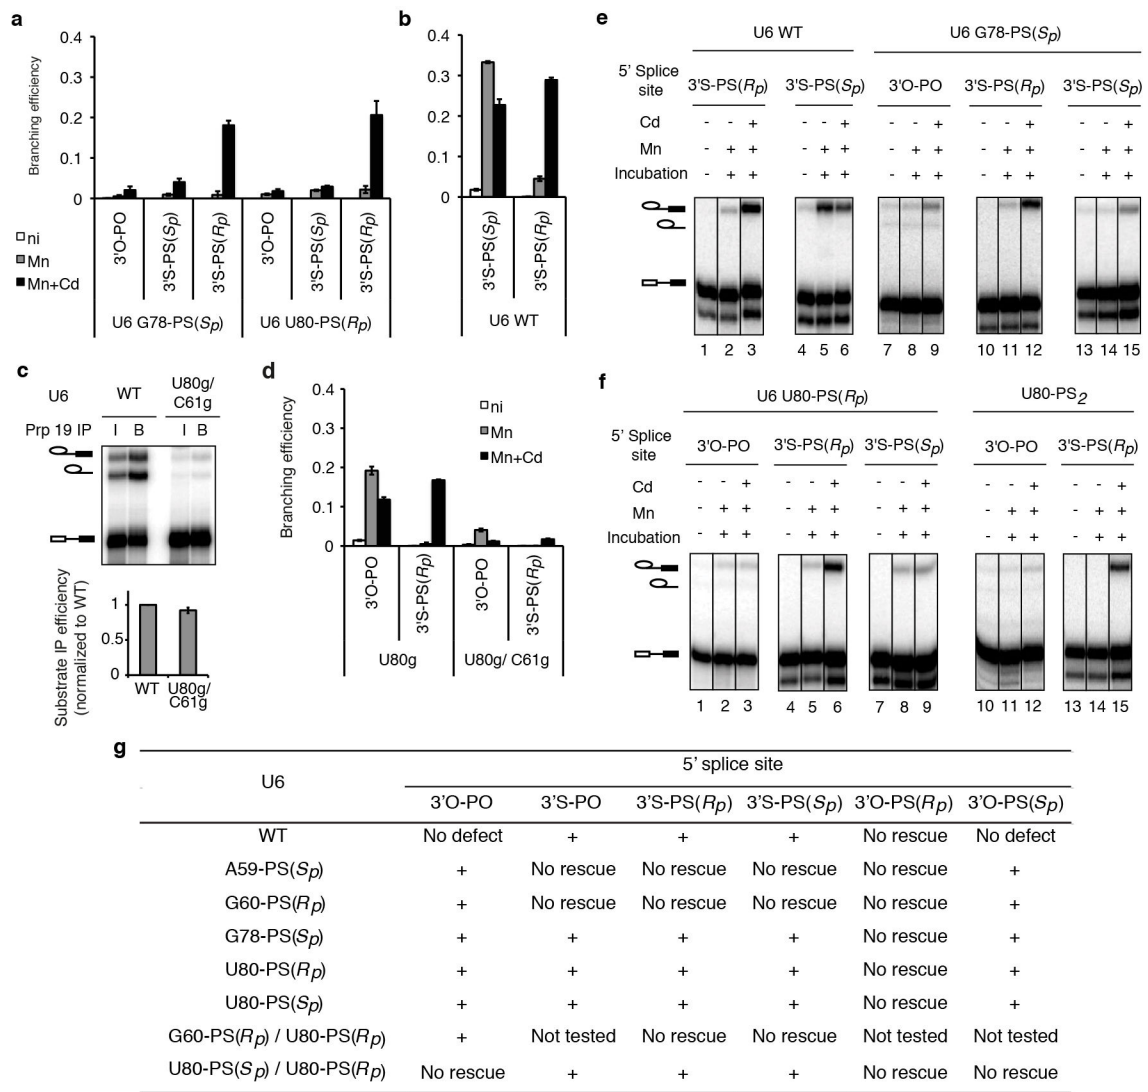 a
Branching efficiency
0.4
0.3
0.2
0.1
0
ni
Mn
Mn+Cd
3'O-PO
3'S-PS(Sp)
3'S-PS(Rp)
3'O-PO
3'S-PS(Sp)
3'S-PS(Rp)
U6 G78-PS(Sp)
U6 U80-PS(Rp)
b
0.4
0.3
0.2
0.1
0
3'S-PS(Sp)
3'S-PS(Rp)
U6 WT
c
U6 WT U80g/ C61g
Prp 19 IP I B I B
Substrate IP efficiency
(normalized to WT)
1
0.5
0
WT U80g/ C61g
d
Branching efficiency
0.4
0.3
0.2
0.1
0
ni
Mn
Mn+Cd
3'O-PO
3'S-PS(Rp)
3'O-PO
3'S-PS(Rp)
U80g U80g/ C61g
e
U6 WT U6 G78-PS(Sp)
5' Splice site
3'S-PS(Rp) 3'S-PS(Sp) 3'O-PO 3'S-PS(Rp) 3'S-PS(Sp)
Cd - - + - - + - - + - - + - - +
Mn - + + - + + - + + - + + - + +
Incubation - + + - + + - + + - + + - + +
1 2 3 4 5 6 7 8 9 10 11 12 13 14 15
f
U6 U80-PS(Rp) U80-PS2
5' Splice site
3'O-PO 3'S-PS(Rp) 3'S-PS(Sp) 3'O-PO 3'S-PS(Rp)
Cd - - + - - + - - + - - + - - +
Mn - + + - + + - + + - + + - + +
Incubation - + + - + + - + + - + + - + +
1 2 3 4 5 6 7 8 9 10 11 12 13 14 15
g
U6 5' splice site
3'O-PO 3'S-PO 3'S-PS(Rp) 3'S-PS(Sp) 3'O-PS(Rp) 3'O-PS(Sp)
WT No defect + + + No rescue No defect
A59-PS(Sp) + No rescue No rescue No rescue No rescue +
G60-PS(Rp) + No rescue No rescue No rescue No rescue +
G78-PS(Sp) + + + + No rescue +
U80-PS(Rp) + + + + No rescue +
U80-PS(Sp) + + + + No rescue +
G60-PS(Rp) / U80-PS(Rp) + Not tested No rescue No rescue Not tested Not tested
U80-PS(Sp) / U80-PS(Rp) No rescue + + + No rescue No rescue